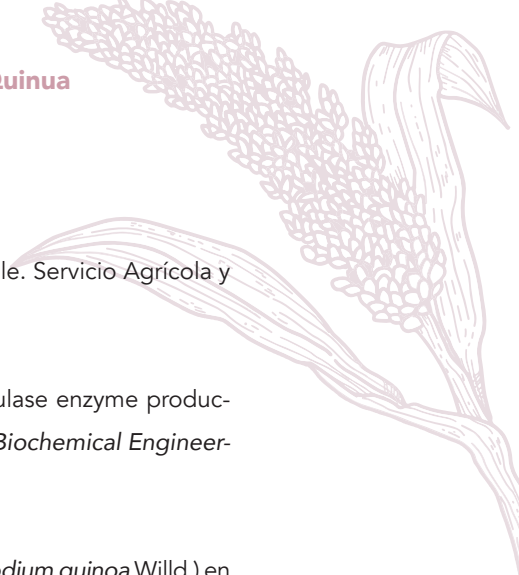 uinua
le. Servicio Agrícola y
ulase enzyme produc-
Biochemical Engineer-
odium quinoa Willd.) en